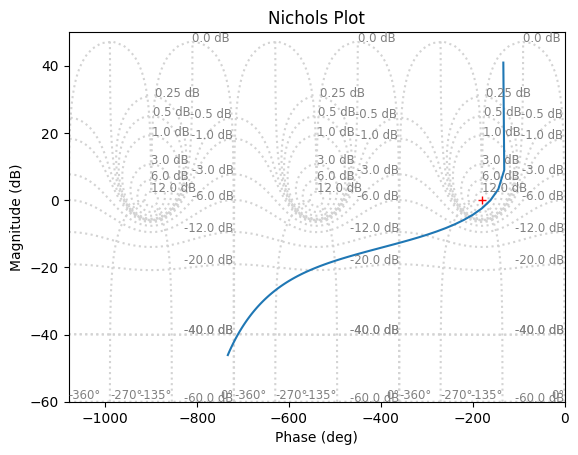 Nichols Plot
0.0 dB 0.0 dB 0.0 dB
0.25 dB 0.25 dB 0.25 dB
0.5 dB -0.5 dB 0.5 dB -0.5 dB 0.5 dB -0.5 dB
1.0 dB -1.0 dB 1.0 dB -1.0 dB 1.0 dB -1.0 dB
3.0 dB 3.0 dB 3.0 dB
-3.0 dB -3.0 dB -3.0 dB
6.0 dB 6.0 dB 6.0 dB
12.0 dB 12.0 dB 12.0 dB
-6.0 dB -6.0 dB -6.0 dB
-12.0 dB -12.0 dB -12.0 dB
-20.0 dB -20.0 dB -20.0 dB
-40.0 dB -40.0 dB -40.0 dB
-360° -270° -135° -360° -270° -135° -360° -270° -135°
-60.0 dB -60.0 dB -60.0 dB
40
20
0
−20
−40
−60
Magnitude (dB)
−1000 −800 −600 −400 −200 0
Phase (deg)